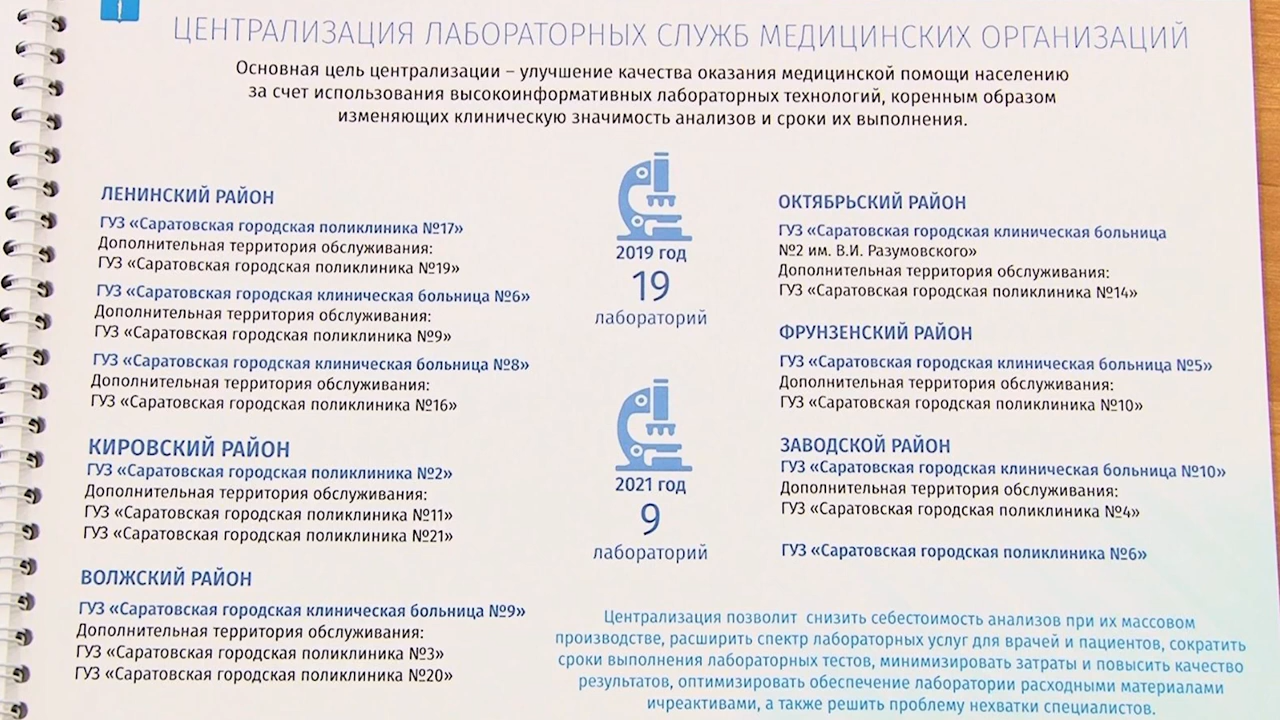 ЦЕНТРАЛИЗАЦИЯ ЛАБОРАТОРНЫХ СЛУЖБ МЕДИЦИНСКИХ ОРГАНИЗАЦИЙ
Основная цель централизации – улучшение качества оказания медицинской помощи населению
за счет использования высокоинформативных лабораторных технологий, коренным образом
изменяющих клиническую значимость анализов и сроки их выполнения.
ЛЕНИНСКИЙ РАЙОН
ГУЗ «Саратовская городская поликлиника №17»
Дополнительная территория обслуживания:
ГУЗ «Саратовская городская поликлиника №19»
ГУЗ «Саратовская городская клиническая больница №6»
Дополнительная территория обслуживания:
ГУЗ «Саратовская городская поликлиника №9»
ГУЗ «Саратовская городская клиническая больница №8»
Дополнительная территория обслуживания:
ГУЗ «Саратовская городская поликлиника №16»
КИРОВСКИЙ РАЙОН
ГУЗ «Саратовская городская поликлиника №2»
Дополнительная территория обслуживания:
ГУЗ «Саратовская городская поликлиника №11»
ГУЗ «Саратовская городская поликлиника №21»
ВОЛЖСКИЙ РАЙОН
ГУЗ «Саратовская городская клиническая больница №9»
Дополнительная территория обслуживания:
ГУЗ «Саратовская городская поликлиника №3»
ГУЗ «Саратовская городская поликлиника №20»
2019 год
19
лабораторий
2021 год
9
лабораторий
ОКТЯБРЬСКИЙ РАЙОН
ГУЗ «Саратовская городская клиническая больница
№2 им. В.И. Разумовского»
Дополнительная территория обслуживания:
ГУЗ «Саратовская городская поликлиника №14»
ФРУНЗЕНСКИЙ РАЙОН
ГУЗ «Саратовская городская клиническая больница №5»
Дополнительная территория обслуживания:
ГУЗ «Саратовская городская поликлиника №10»
ЗАВОДСКОЙ РАЙОН
ГУЗ «Саратовская городская клиническая больница №10»
Дополнительная территория обслуживания:
ГУЗ «Саратовская городская поликлиника №4»
ГУЗ «Саратовская городская поликлиника №6»
Централизация позволит снизить себестоимость анализов при их массовом
производстве, расширить спектр лабораторных услуг для врачей и пациентов, сократить
сроки выполнения лабораторных тестов, минимизировать затраты и повысить качество
результатов, оптимизировать обеспечение лаборатории расходными материалами
ичреактивами, а также решить проблему нехватки специалистов.